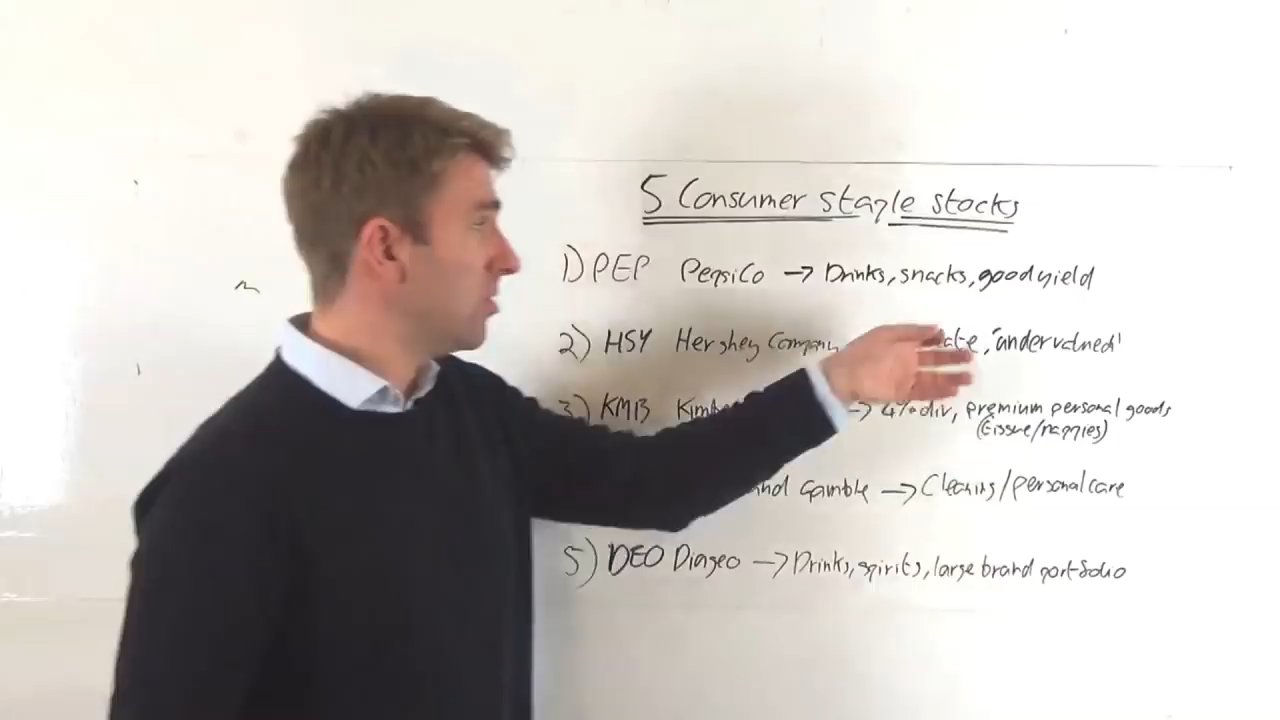 5 Consumer staple stocks
1) PEP PepsiCo → Drinks, snacks, good yield
2) HSY Hershey Company , 'undervalued'
3) KMB → 4% div, premium personal goods
(tissue/nappies)
and Gamble → Cleaning/personal care
5) DEO Diageo → Drinks, spirits, large brand portfolio